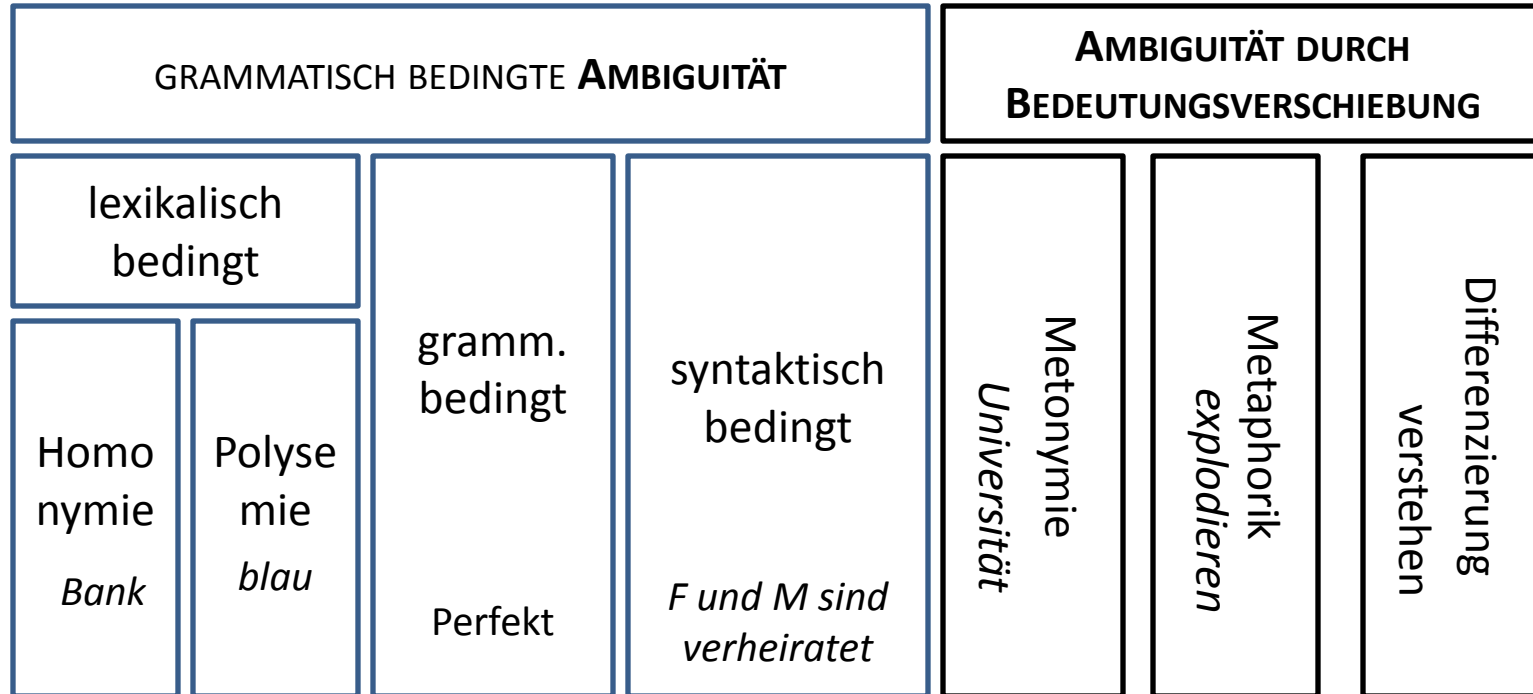 GRAMMATISCH BEDINGTE AMBIGUITÄT
AMBIGUITÄT DURCH
BEDEUTUNGSVERSCHIEBUNG
lexikalisch
bedingt
Homo
nymie
Bank
Polyse
mie
blau
gramm.
bedingt
Perfekt
syntaktisch
bedingt
F und M sind
verheiratet
Metonymie
Universität
Metaphorik
explodieren
Differenzierung
verstehen